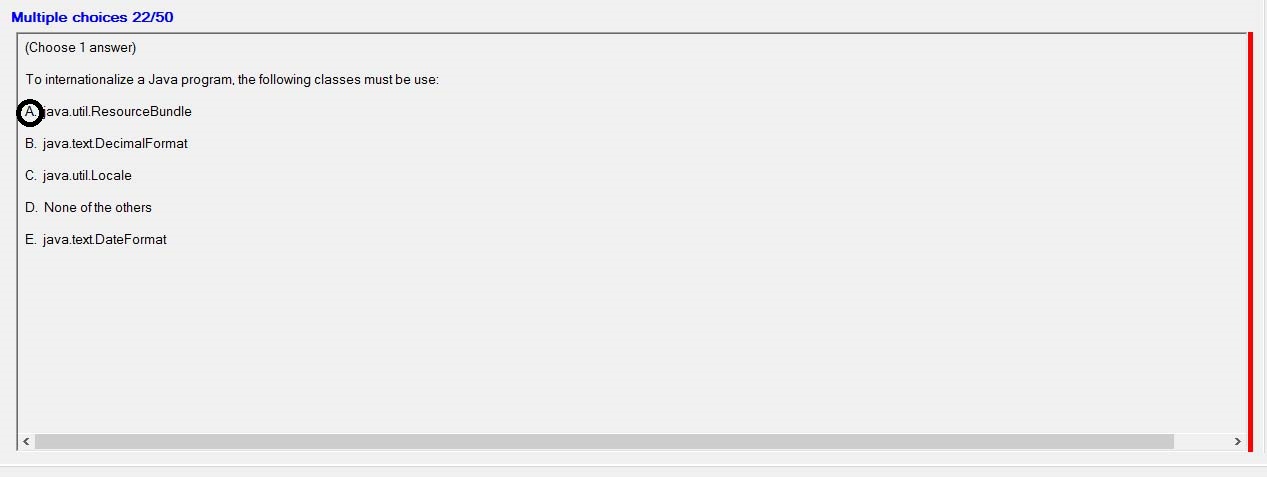 Multiple choices 22/50
(Choose 1 answer)
To internationalize a Java program, the following classes must be use:
A. java.util.ResourceBundle
B. java.text.DecimalFormat
C. java.util.Locale
D. None of the others
E. java.text.DateFormat